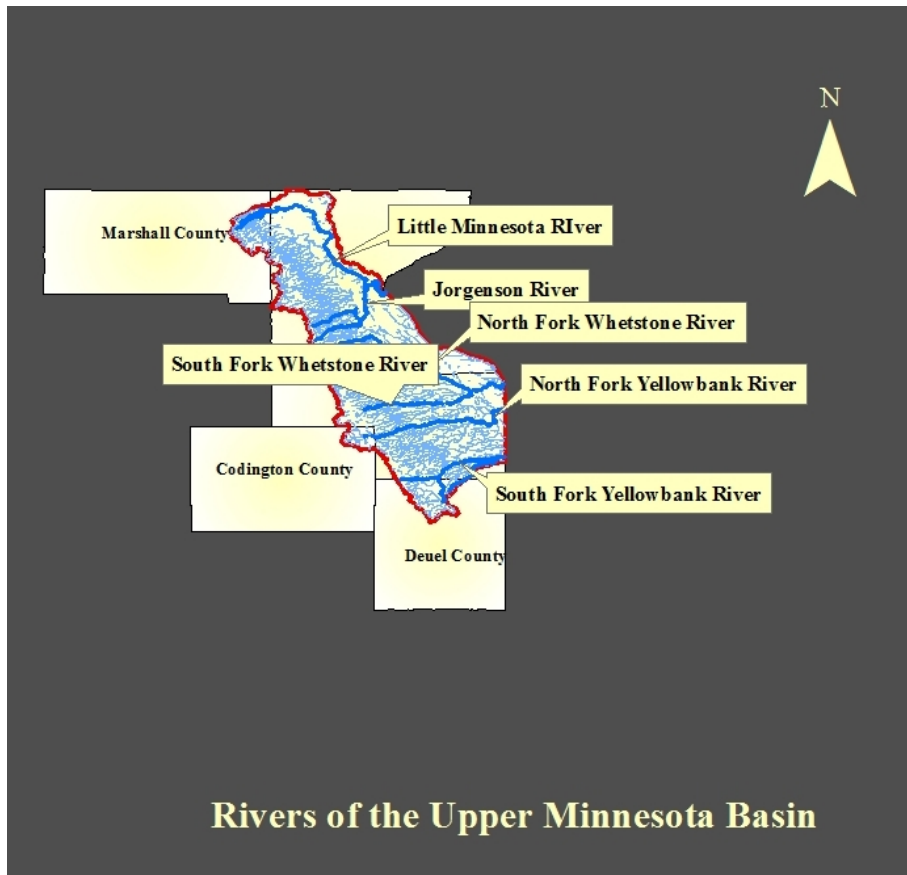 N
Marshall County
Little Minnesota RIver
Jorgenson River
North Fork Whetstone River
South Fork Whetstone River
North Fork Yellowbank River
Codington County
South Fork Yellowbank River
Deuel County
Rivers of the Upper Minnesota Basin